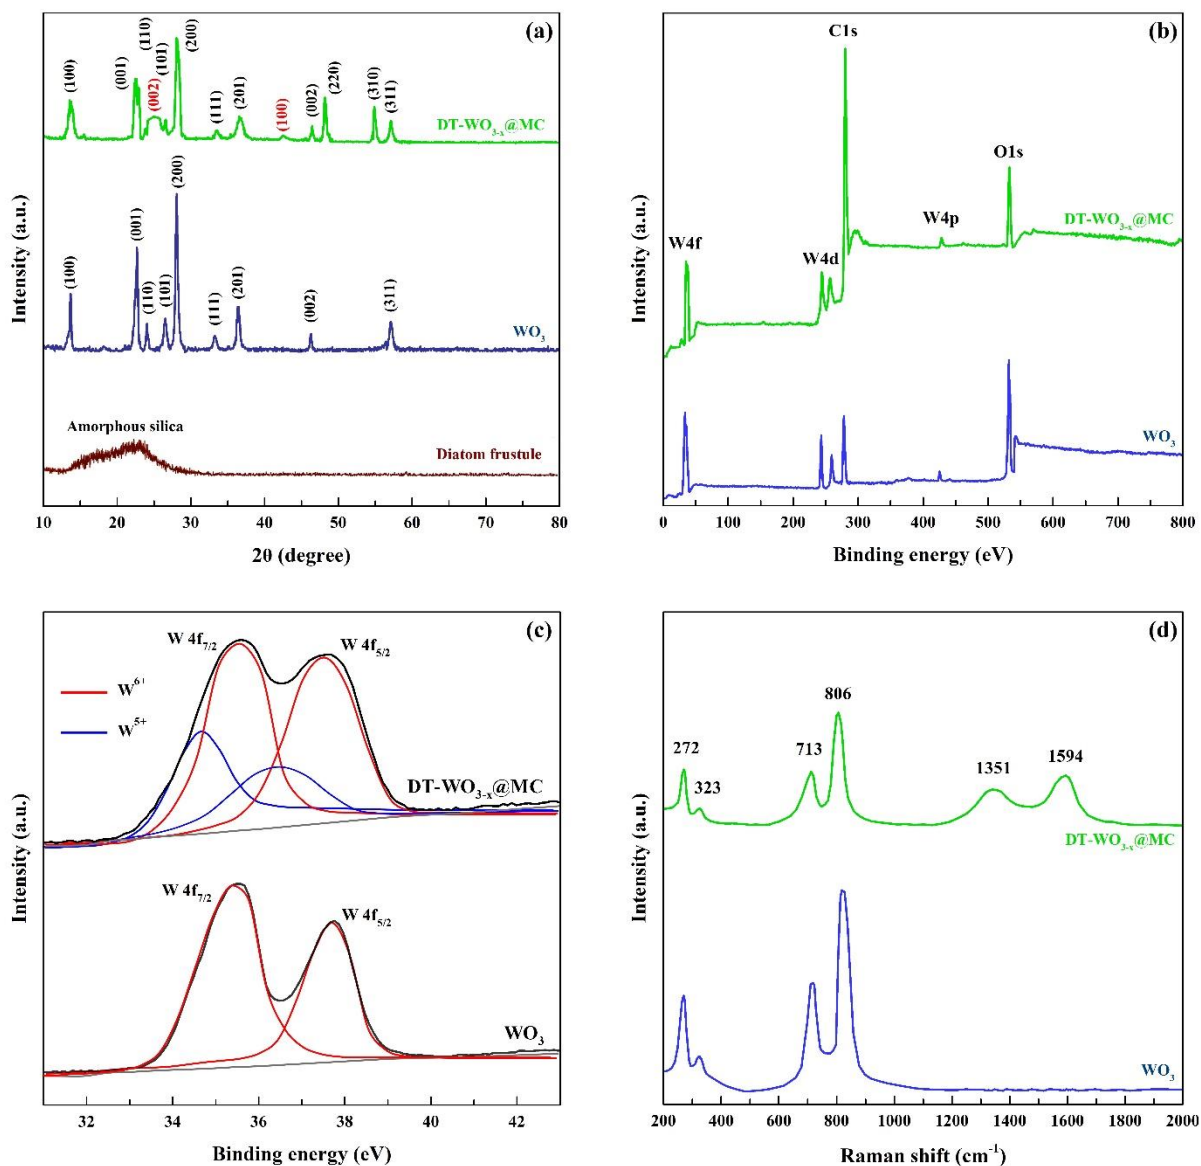 (a)
(100)
(001)
(110)
(002)
(101)
(200)
(111)
(201)
(100)
(002)
(220)
(310)
(311)
DT-WO3-x@MC
(100)
(001)
(110)
(101)
(200)
(111)
(201)
(002)
(311)
WO3
Amorphous silica
Diatom frustule
Intensity (a.u.)
10 20 30 40 50 60 70 80
2θ (degree)
(b)
C1s
O1s
W4p
DT-WO3-x@MC
W4f
W4d
WO3
Intensity (a.u.)
0 100 200 300 400 500 600 700 800
Binding energy (eV)
(c)
W 4f7/2
W 4f5/2
W6+
W5+
DT-WO3-x@MC
W 4f7/2
W 4f5/2
WO3
Intensity (a.u.)
32 34 36 38 40 42
Binding energy (eV)
(d)
806
272
713
1594
323
1351
DT-WO3-x@MC
WO3
Intensity (a.u.)
200 400 600 800 1000 1200 1400 1600 1800 2000
Raman shift (cm-1)